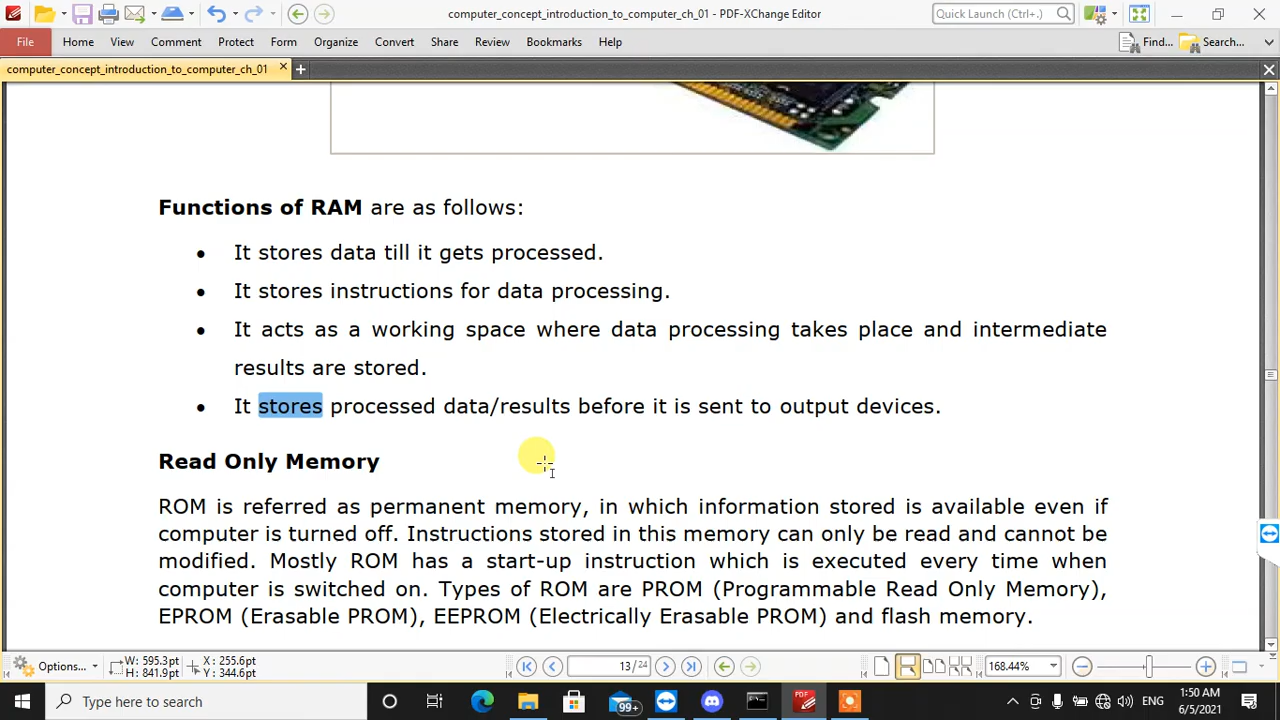 computer_concept_introduction_to_computer_ch_01 - PDF-XChange Editor
Quick Launch (Ctrl+.)
File Home View Comment Protect Form Organize Convert Share Review Bookmarks Help Find... Search...
computer_concept_introduction_to_computer_ch_01
Functions of RAM are as follows:
• It stores data till it gets processed.
• It stores instructions for data processing.
• It acts as a working space where data processing takes place and intermediate
results are stored.
• It stores processed data/results before it is sent to output devices.
Read Only Memory
ROM is referred as permanent memory, in which information stored is available even if
computer is turned off. Instructions stored in this memory can only be read and cannot be
modified. Mostly ROM has a start-up instruction which is executed every time when
computer is switched on. Types of ROM are PROM (Programmable Read Only Memory),
EPROM (Erasable PROM), EEPROM (Electrically Erasable PROM) and flash memory.
Options... W: 595.3pt X: 255.6pt
H: 841.9pt Y: 344.6pt
13 / 24
168.44%
Type here to search
99+
PDF
ENG
1:50 AM
6/5/2021